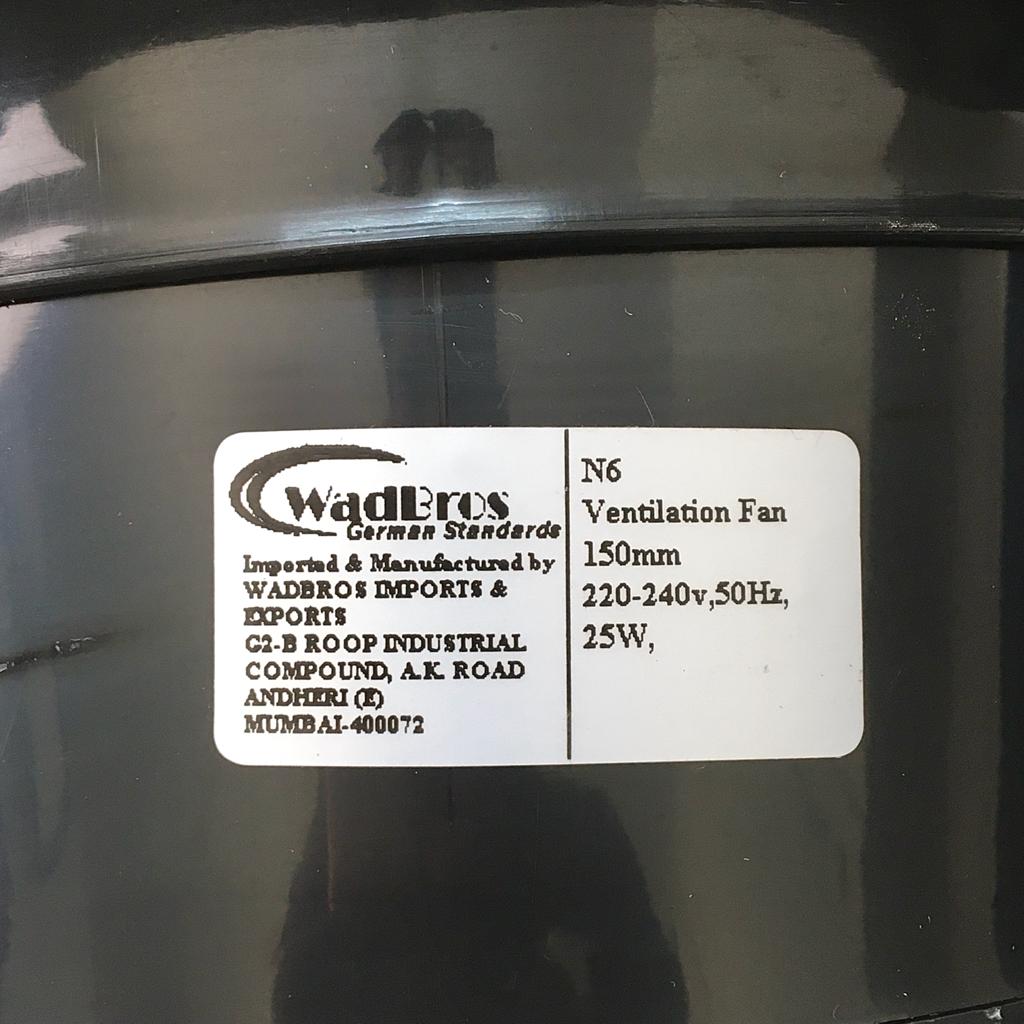 WadBros
German Standards
Imported & Manufactured by
WADBROS IMPORTS &
EXPORTS
G2-B ROOP INDUSTRIAL
COMPOUND, A.K. ROAD
ANDHERI (E)
MUMBAI-400072
N6
Ventilation Fan
150mm
220-240v,50Hz,
25W,